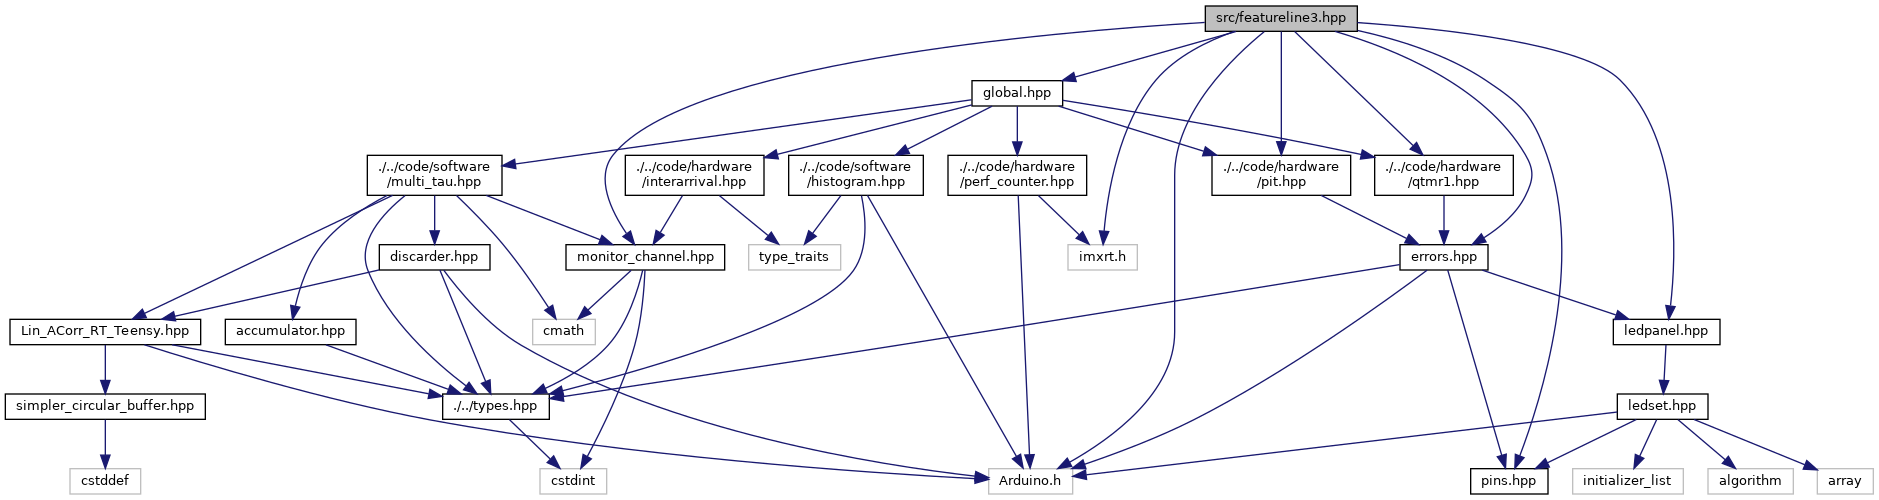 src/featureline3.hpp
global.hpp
./../code/software
/multi_tau.hpp
./../code/hardware
/interarrival.hpp
./../code/software
/histogram.hpp
./../code/hardware
/perf_counter.hpp
./../code/hardware
/pit.hpp
./../code/hardware
/qtmr1.hpp
discarder.hpp
monitor_channel.hpp
type_traits
imxrt.h
errors.hpp
Lin_ACorr_RT_Teensy.hpp
accumulator.hpp
cmath
ledpanel.hpp
simpler_circular_buffer.hpp
./../types.hpp
ledset.hpp
cstddef
cstdint
Arduino.h
pins.hpp
initializer_list
algorithm
array